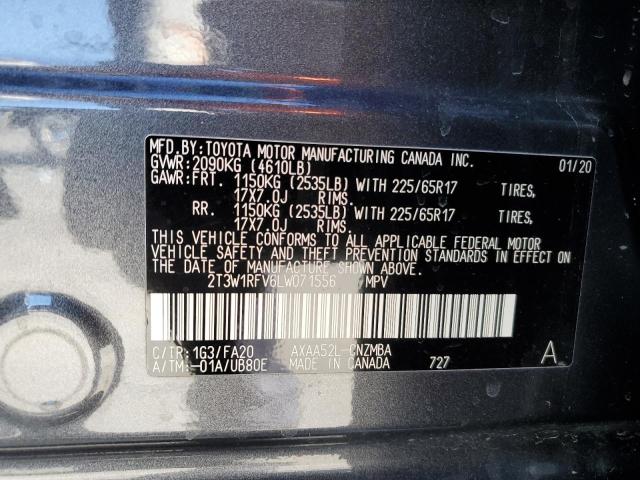 MFD.BY:TOYOTA MOTOR MANUFACTURING CANADA INC.
GVWR:2090KG (4610LB) 01/20
GAWR:FRT. 1150KG (2535LB) WITH 225/65R17 TIRES,
17X7.0J RIMS.
RR. 1150KG (2535LB) WITH 225/65R17 TIRES,
17X7.0J RIMS.
THIS VEHICLE CONFORMS TO ALL APPLICABLE FEDERAL MOTOR
VEHICLE SAFETY AND THEFT PREVENTION STANDARDS IN EFFECT ON
THE DATE OF MANUFACTURE SHOWN ABOVE.
2T3W1RFV6LW071556 MPV
C/TR:1G3/FA20 AXAA52L-CNZMBA A
A/TM:-01A/UB80E MADE IN CANADA 727